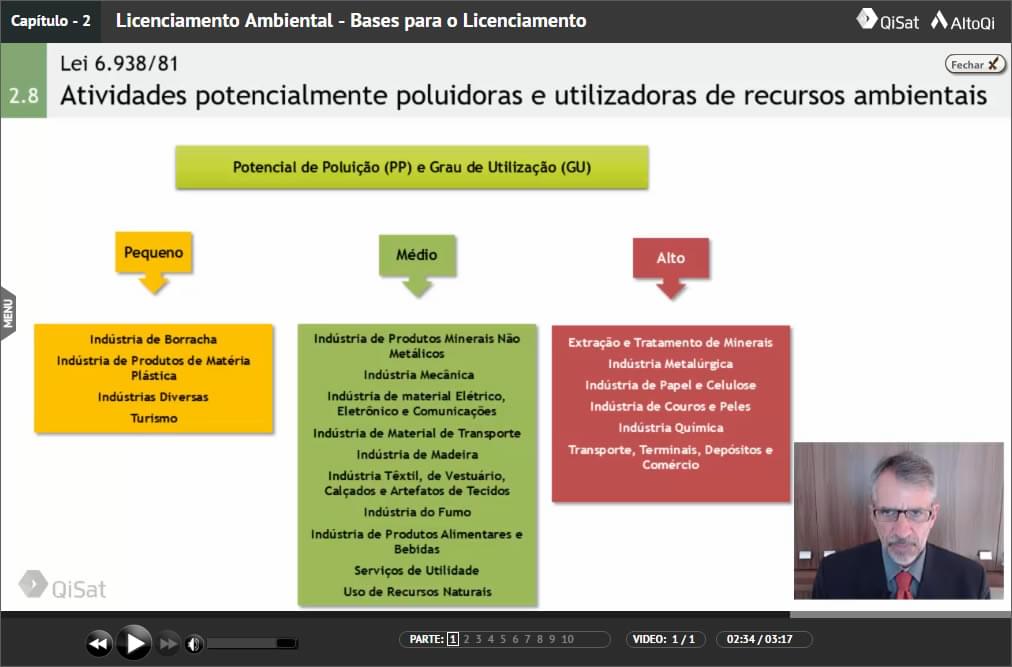 Capítulo - 2
Licenciamento Ambiental - Bases para o Licenciamento
QiSat
AltoQi
Lei 6.938/81
Fechar X
2.8
Atividades potencialmente poluidoras e utilizadoras de recursos ambientais
Potencial de Poluição (PP) e Grau de Utilização (GU)
Pequeno
Indústria de Borracha
Indústria de Produtos de Matéria
Plástica
Indústrias Diversas
Turismo
Médio
Indústria de Produtos Minerais Não
Metálicos
Indústria Mecânica
Indústria de material Elétrico,
Eletrônico e Comunicações
Indústria de Material de Transporte
Indústria de Madeira
Indústria Têxtil, de Vestuário,
Calçados e Artefatos de Tecidos
Indústria do Fumo
Indústria de Produtos Alimentares e
Bebidas
Serviços de Utilidade
Uso de Recursos Naturais
Alto
Extração e Tratamento de Minerais
Indústria Metalúrgica
Indústria de Papel e Celulose
Indústria de Couros e Peles
Indústria Química
Transporte, Terminais, Depósitos e
Comércio
MENU
QiSat
PARTE: 1 2 3 4 5 6 7 8 9 10
VIDEO: 1 / 1
02:34 / 03:17